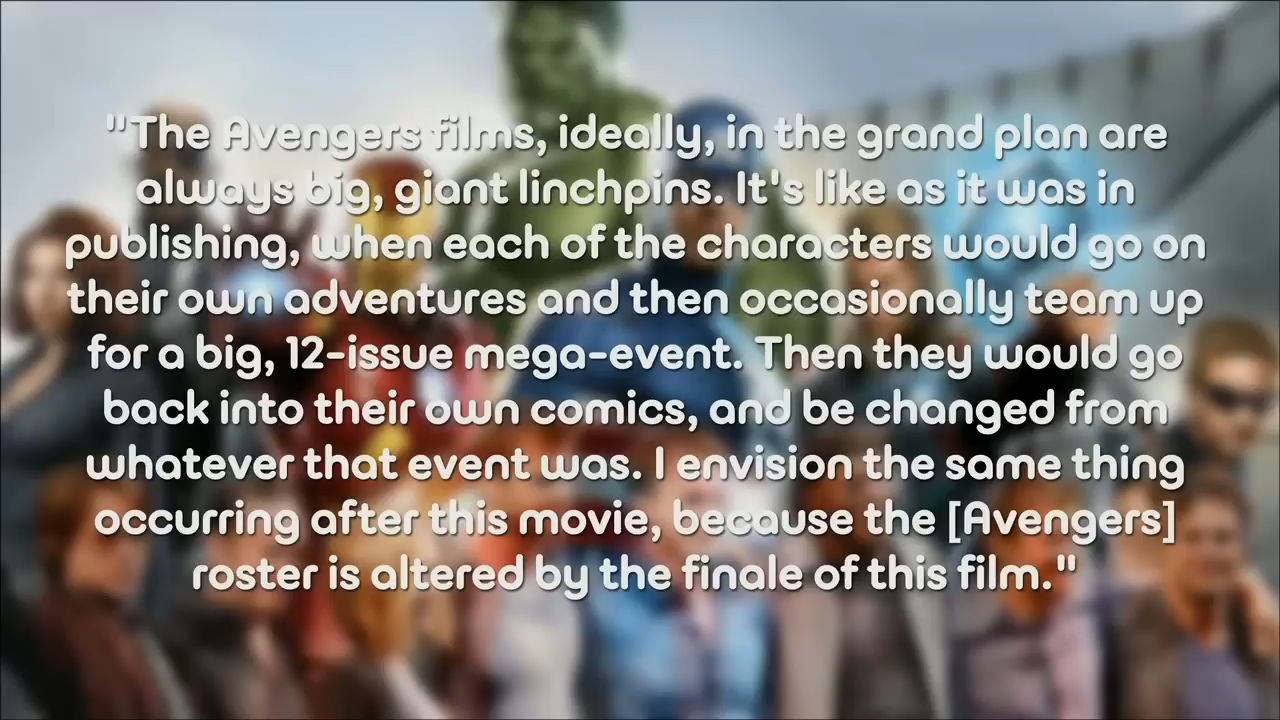 "The Avengers films, ideally, in the grand plan are
always big, giant linchpins. It's like as it was in
publishing, when each of the characters would go on
their own adventures and then occasionally team up
for a big, 12-issue mega-event. Then they would go
back into their own comics, and be changed from
whatever that event was. I envision the same thing
occurring after this movie, because the [Avengers]
roster is altered by the finale of this film."